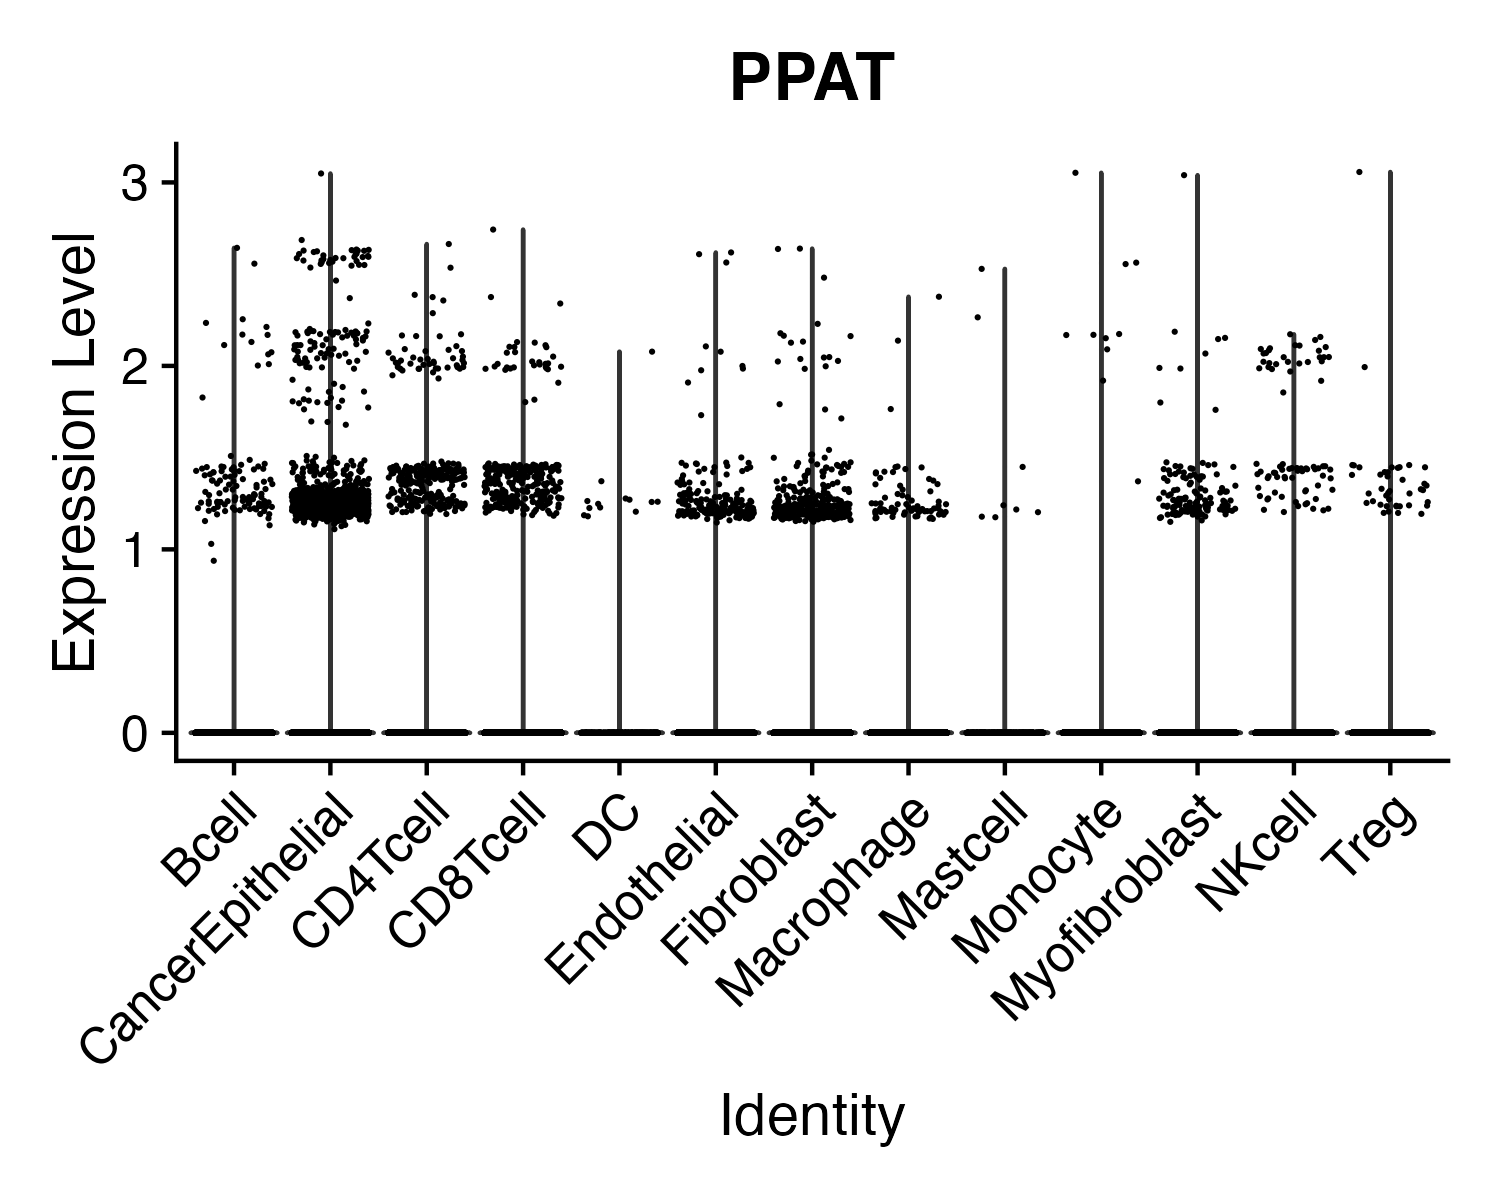 PPAT
Expression Level
3
2
1
0
Bcell
CancerEpithelial
CD4Tcell
CD8Tcell
DC
Endothelial
Fibroblast
Macrophage
Mastcell
Monocyte
Myofibroblast
NKcell
Treg
Identity